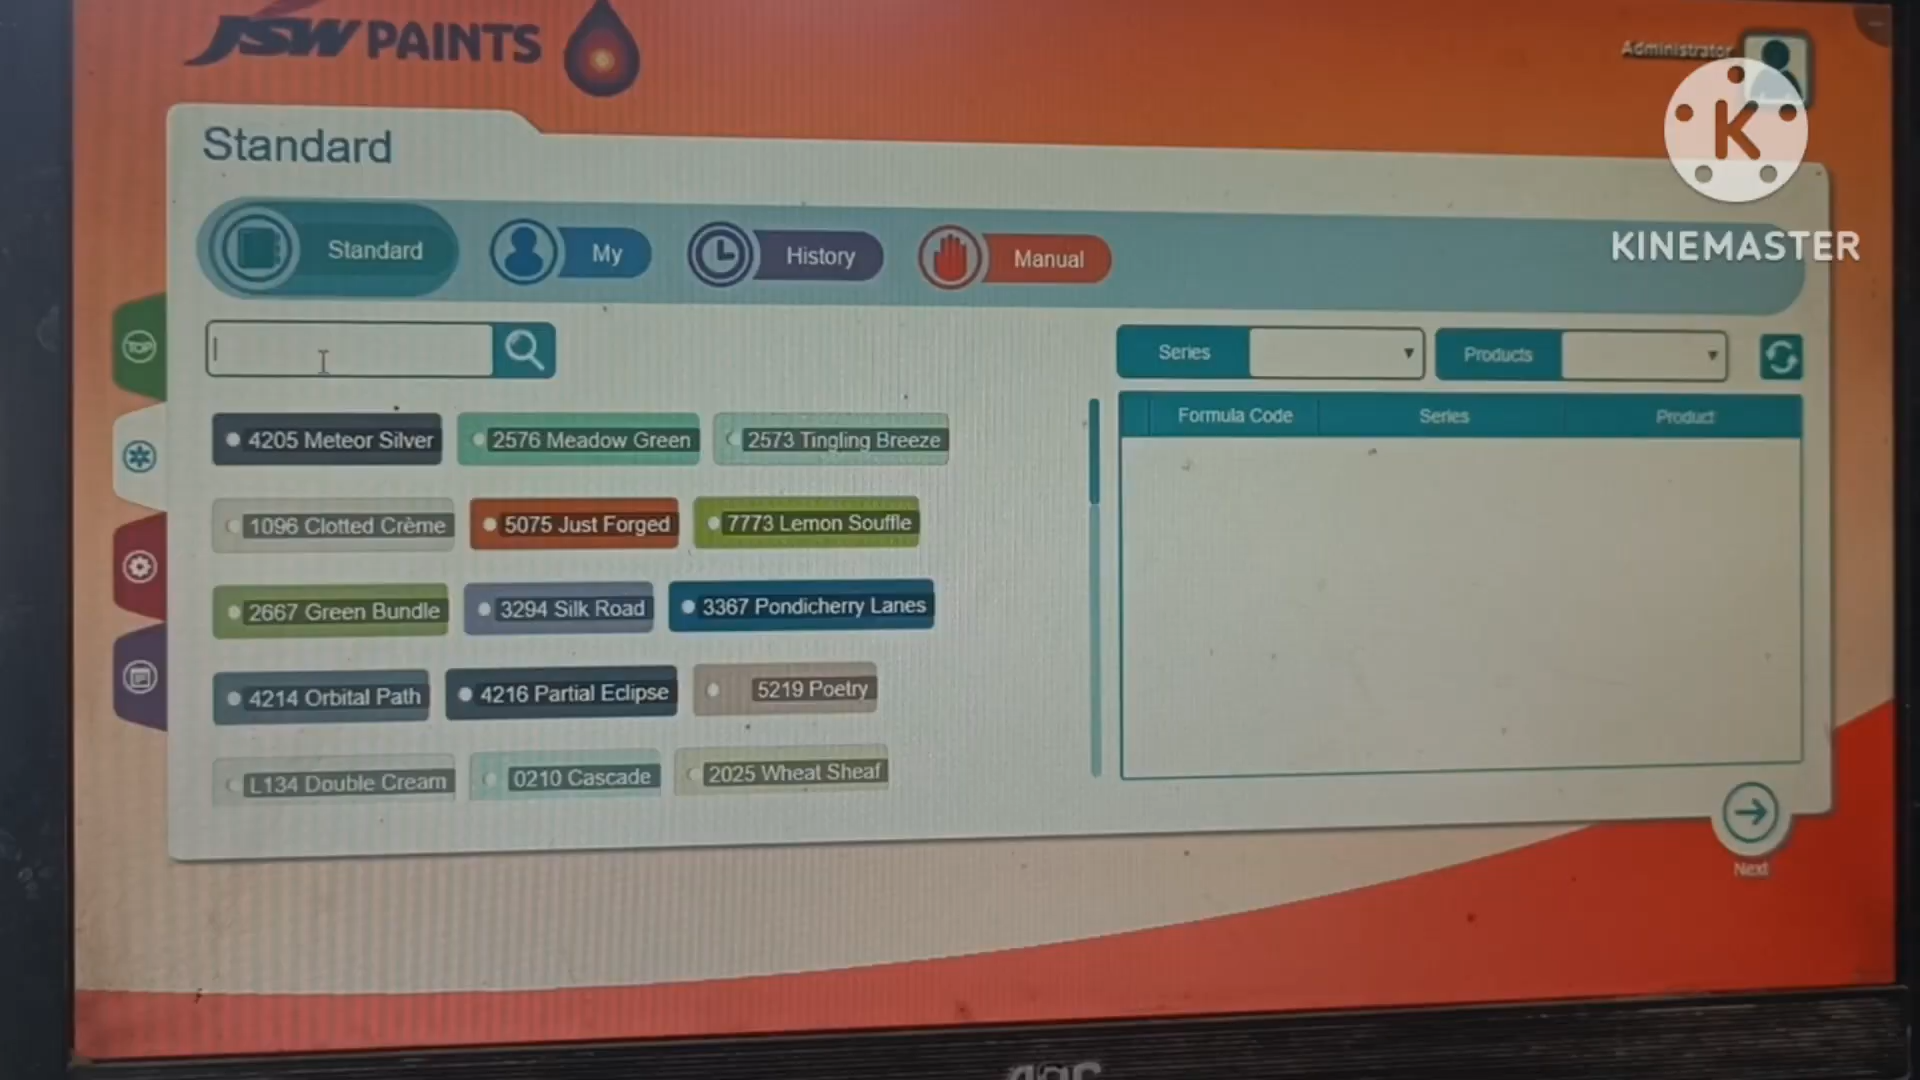 JSW PAINTS
Administrator
K
KINEMASTER
Standard
Standard My History Manual
TOP
Series Products
Formula Code Series Product
4205 Meteor Silver 2576 Meadow Green 2573 Tingling Breeze
1096 Clotted Crème 5075 Just Forged 7773 Lemon Souffle
2667 Green Bundle 3294 Silk Road 3367 Pondicherry Lanes
4214 Orbital Path 4216 Partial Eclipse 5219 Poetry
L134 Double Cream 0210 Cascade 2025 Wheat Sheaf
Next